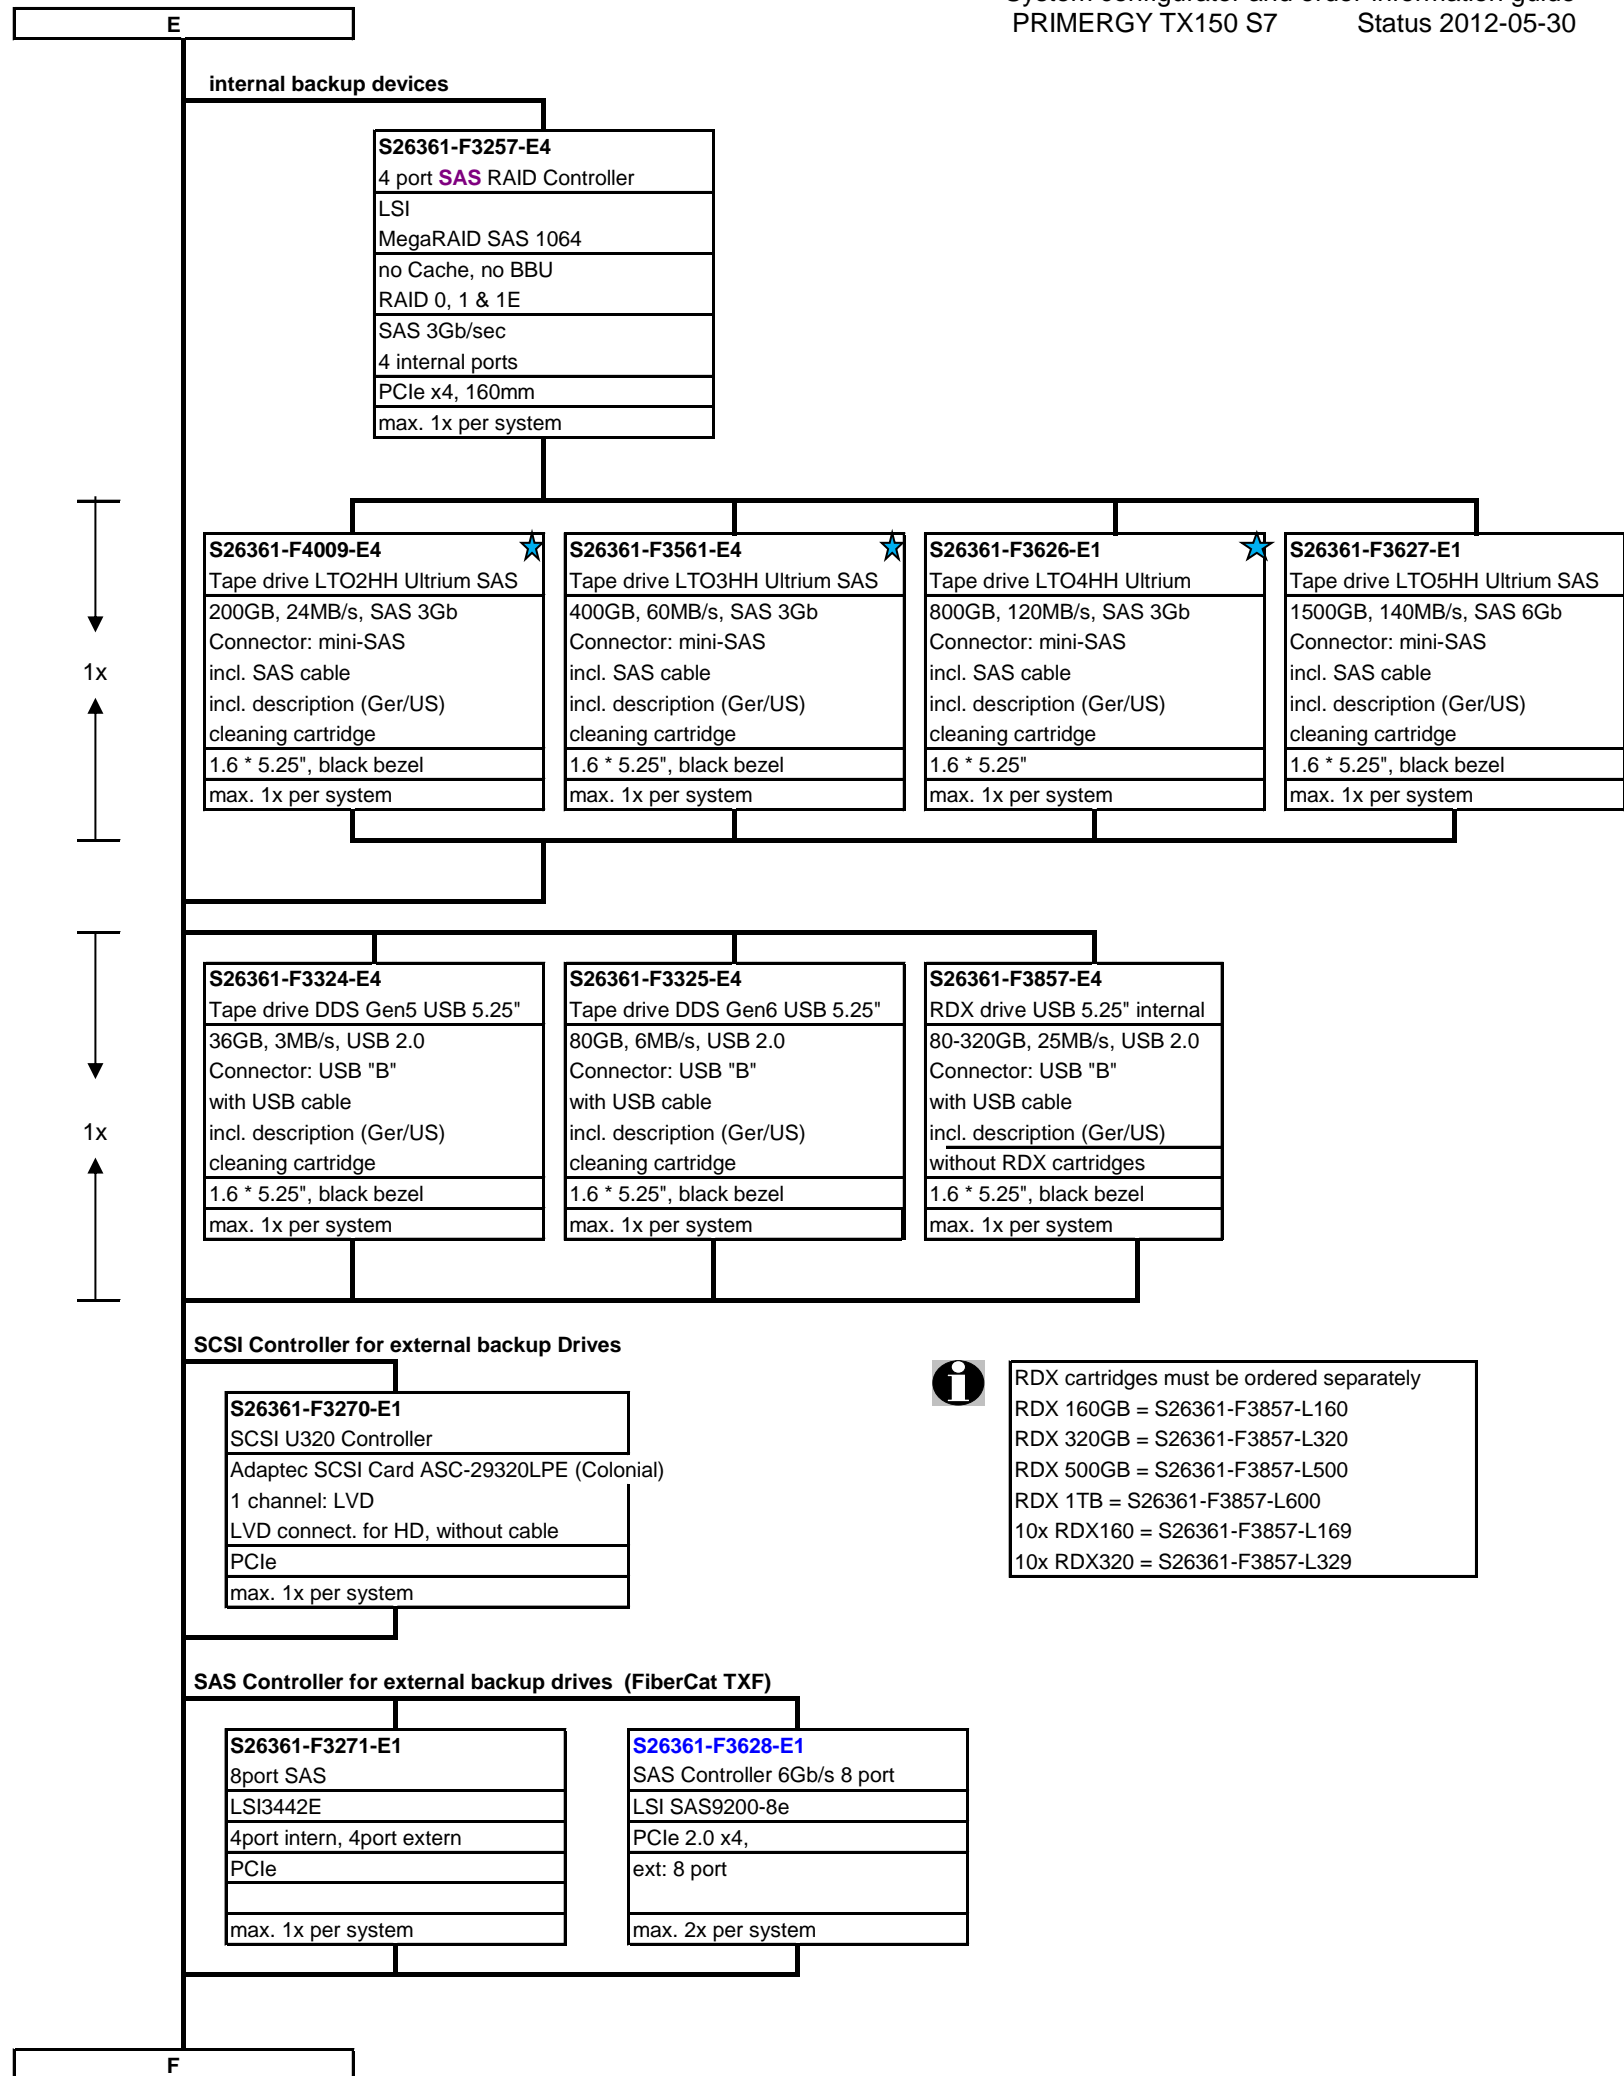 System configurator and order-information guide
PRIMERGY TX150 S7 Status 2012-05-30
E
internal backup devices
S26361-F3257-E4
4 port SAS RAID Controller
LSI
MegaRAID SAS 1064
no Cache, no BBU
RAID 0, 1 & 1E
SAS 3Gb/sec
4 internal ports
PCIe x4, 160mm
max. 1x per system
1x
S26361-F4009-E4
Tape drive LTO2HH Ultrium SAS
200GB, 24MB/s, SAS 3Gb
Connector: mini-SAS
incl. SAS cable
incl. description (Ger/US)
cleaning cartridge
1.6 * 5.25", black bezel
max. 1x per system
S26361-F3561-E4
Tape drive LTO3HH Ultrium SAS
400GB, 60MB/s, SAS 3Gb
Connector: mini-SAS
incl. SAS cable
incl. description (Ger/US)
cleaning cartridge
1.6 * 5.25", black bezel
max. 1x per system
S26361-F3626-E1
Tape drive LTO4HH Ultrium
800GB, 120MB/s, SAS 3Gb
Connector: mini-SAS
incl. SAS cable
incl. description (Ger/US)
cleaning cartridge
1.6 * 5.25"
max. 1x per system
S26361-F3627-E1
Tape drive LTO5HH Ultrium SAS
1500GB, 140MB/s, SAS 6Gb
Connector: mini-SAS
incl. SAS cable
incl. description (Ger/US)
cleaning cartridge
1.6 * 5.25", black bezel
max. 1x per system
1x
S26361-F3324-E4
Tape drive DDS Gen5 USB 5.25"
36GB, 3MB/s, USB 2.0
Connector: USB "B"
with USB cable
incl. description (Ger/US)
cleaning cartridge
1.6 * 5.25", black bezel
max. 1x per system
S26361-F3325-E4
Tape drive DDS Gen6 USB 5.25"
80GB, 6MB/s, USB 2.0
Connector: USB "B"
with USB cable
incl. description (Ger/US)
cleaning cartridge
1.6 * 5.25", black bezel
max. 1x per system
S26361-F3857-E4
RDX drive USB 5.25" internal
80-320GB, 25MB/s, USB 2.0
Connector: USB "B"
with USB cable
incl. description (Ger/US)
without RDX cartridges
1.6 * 5.25", black bezel
max. 1x per system
SCSI Controller for external backup Drives
S26361-F3270-E1
SCSI U320 Controller
Adaptec SCSI Card ASC-29320LPE (Colonial)
1 channel: LVD
LVD connect. for HD, without cable
PCIe
max. 1x per system
RDX cartridges must be ordered separately
RDX 160GB = S26361-F3857-L160
RDX 320GB = S26361-F3857-L320
RDX 500GB = S26361-F3857-L500
RDX 1TB = S26361-F3857-L600
10x RDX160 = S26361-F3857-L169
10x RDX320 = S26361-F3857-L329
SAS Controller for external backup drives (FiberCat TXF)
S26361-F3271-E1
8port SAS
LSI3442E
4port intern, 4port extern
PCIe
max. 1x per system
S26361-F3628-E1
SAS Controller 6Gb/s 8 port
LSI SAS9200-8e
PCIe 2.0 x4,
ext: 8 port
max. 2x per system
F